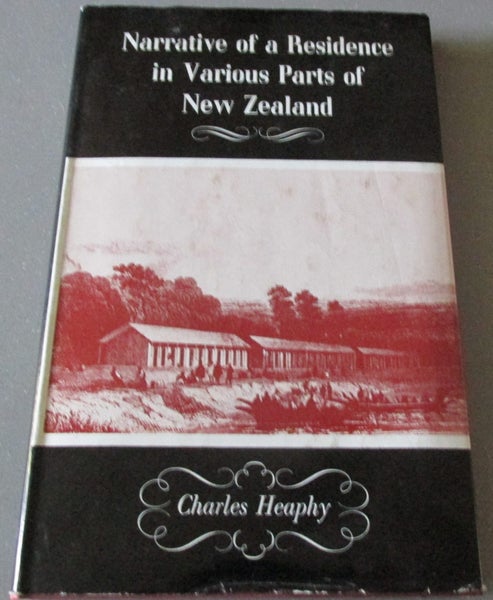 Narrative of a Residence
in Various Parts of
New Zealand
Charles Heaphy